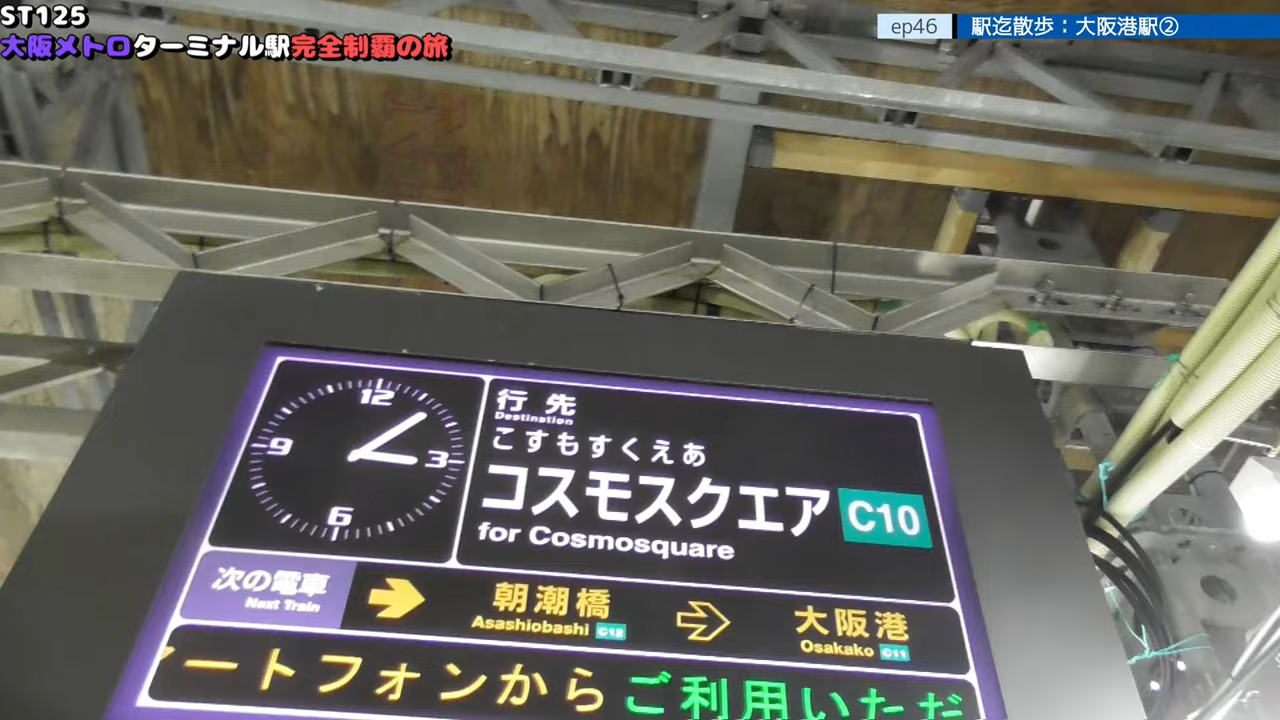 ST125
大阪メトロターミナル駅完全制覇の旅
ep46 駅迄散歩：大阪港駅②
12
3
6
9
行先
Destination
こすもすくえあ
コスモスクエア C10
for Cosmosquare
次の電車
Next Train
朝潮橋
Asashiobashi C12
大阪港
Osakako C11
ートフォンから ご利用いただ